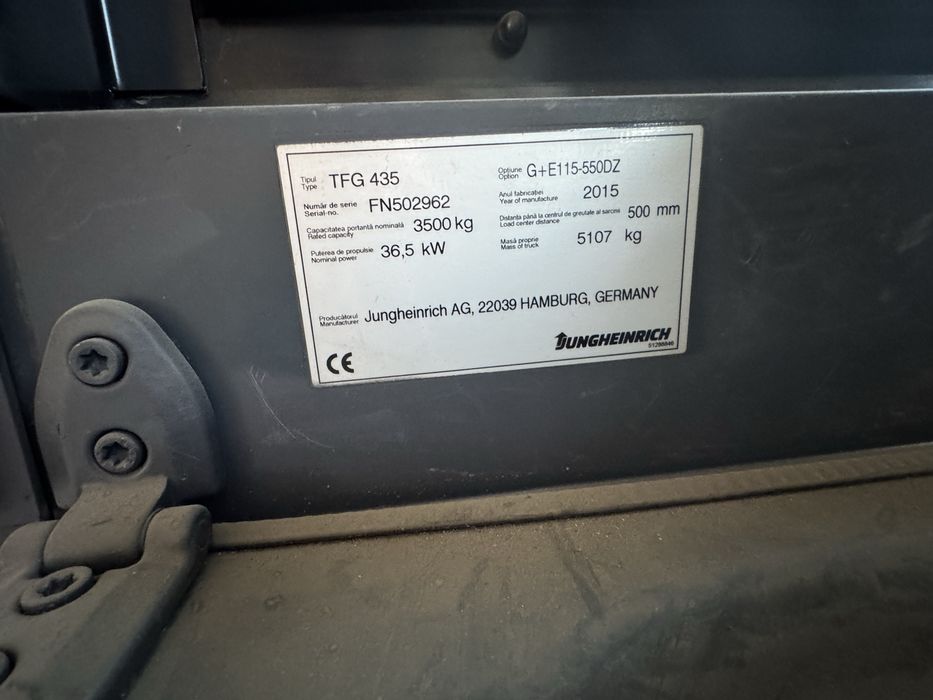 Tipul
Type TFG 435
Opțiune
Option G+E115-550DZ
Număr de serie
Serial-no. FN502962
Anul fabricației
Year of manufacture 2015
Capacitatea portantă nominală
Rated capacity 3500 kg
Distanța până la centrul de greutate al sarcinii
Load center distance 500 mm
Puterea de propulsie
Nominal power 36,5 kW
Masă proprie
Mass of truck 5107 kg
Producătorul
Manufacturer Jungheinrich AG, 22039 HAMBURG, GERMANY
CE
JUNGHEINRICH